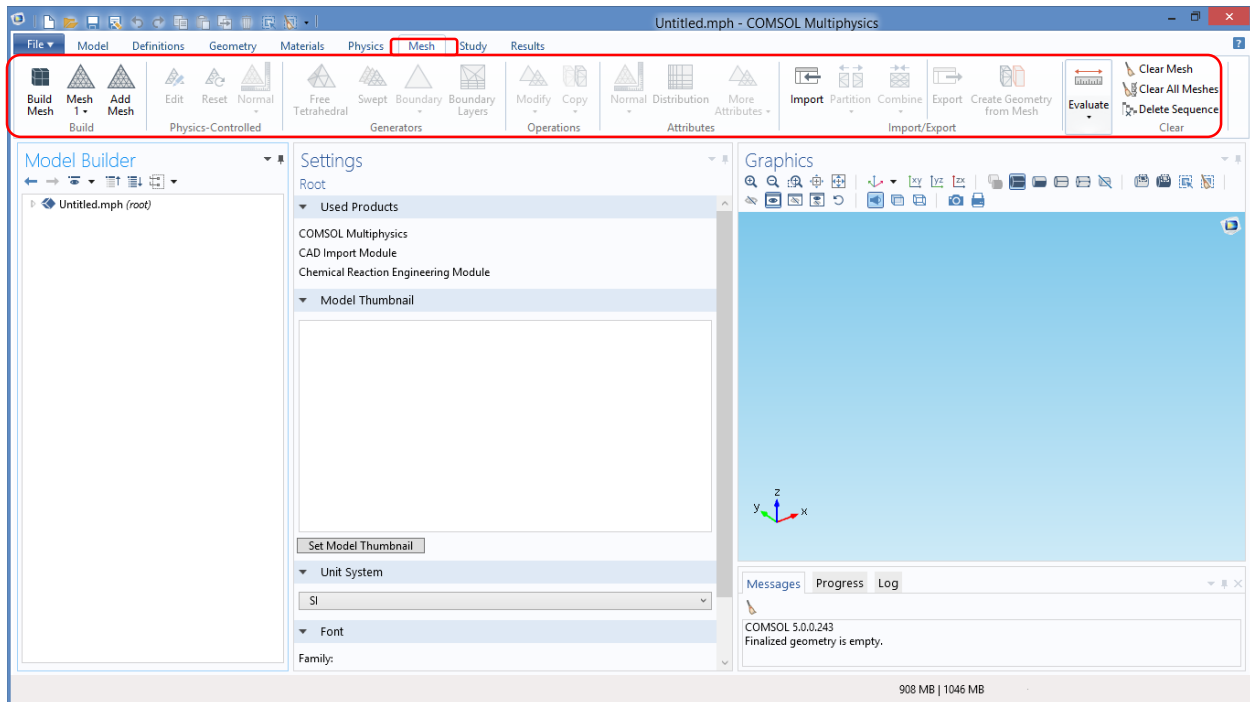 Untitled.mph - COMSOL Multiphysics
File Model Definitions Geometry Materials Physics Mesh Study Results
Build Mesh
Mesh 1
Add Mesh
Build
Edit Reset Normal
Physics-Controlled
Free Tetrahedral
Swept
Boundary
Boundary Layers
Generators
Modify Copy
Operations
Normal Distribution
More Attributes
Attributes
Import Partition Combine Export
Create Geometry from Mesh
Import/Export
Evaluate
Clear Mesh
Clear All Meshes
Delete Sequence
Clear
Model Builder
Untitled.mph (root)
Settings
Root
Used Products
COMSOL Multiphysics
CAD Import Module
Chemical Reaction Engineering Module
Model Thumbnail
Set Model Thumbnail
Unit System
SI
Font
Family:
Graphics
xy yz zx
z
y
x
Messages Progress Log
COMSOL 5.0.0.243
Finalized geometry is empty.
908 MB | 1046 MB